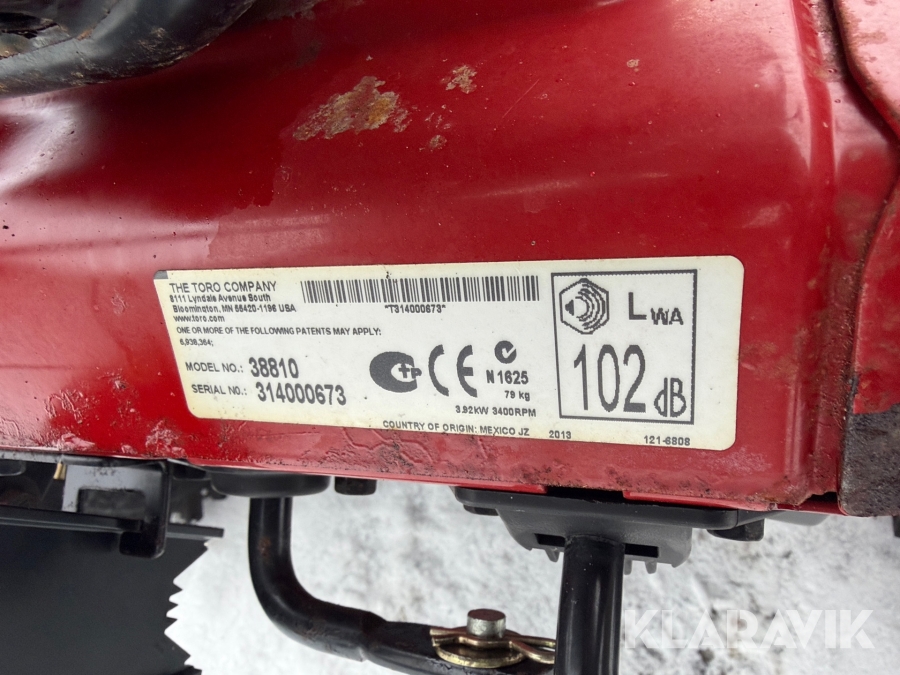 THE TORO COMPANY
8111 Lyndale Avenue South
Bloomington, MN 55420-1196 USA
www.toro.com
ONE OR MORE OF THE FOLLOWING PATENTS MAY APPLY:
6,938,364;
MODEL NO.: 38810
SERIAL NO.: 314000673
"T314000673"
CE
N1625
79 kg
3.92kW 3400RPM
COUNTRY OF ORIGIN: MEXICO JZ 2013
LWA
102 dB
121-6808
KLARAVIK